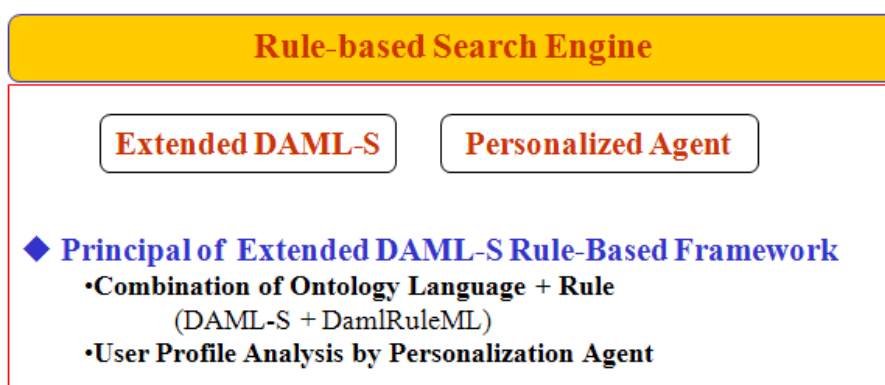 Rule-based Search Engine
Extended DAML-S
Personalized Agent
Principal of Extended DAML-S Rule-Based Framework
•Combination of Ontology Language + Rule
(DAML-S + DamlRuleML)
•User Profile Analysis by Personalization Agent